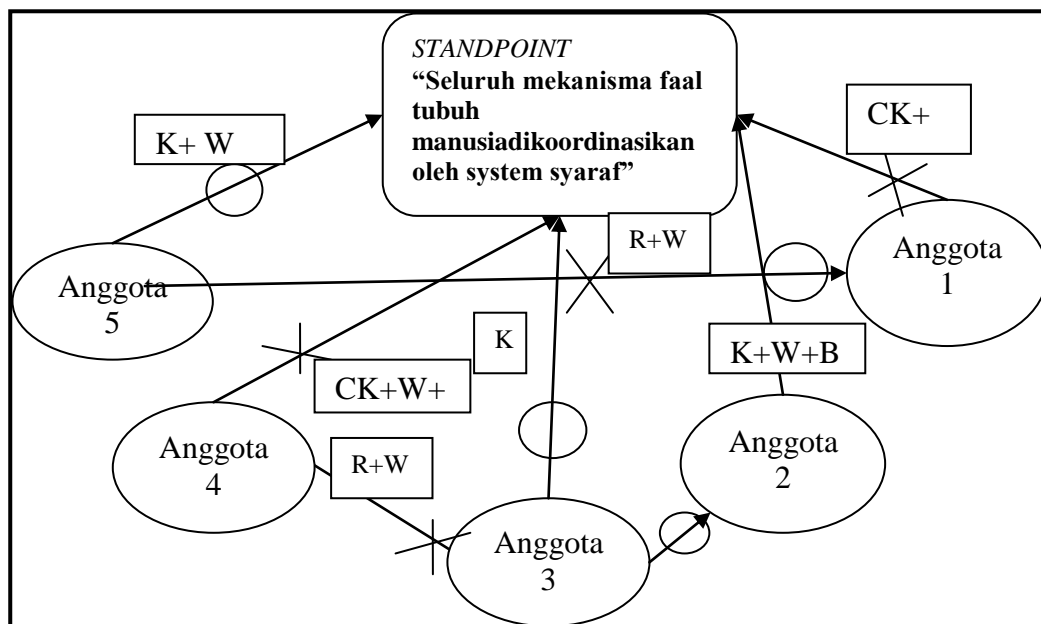 STANDPOINT
“Seluruh mekanisma faal
tubuh
manusiadikoordinasikan
oleh system syaraf”
K+ W
CK+
R+W
Anggota
5
Anggota
1
K
K+W+B
CK+W+
Anggota
4
R+W
Anggota
2
Anggota
3